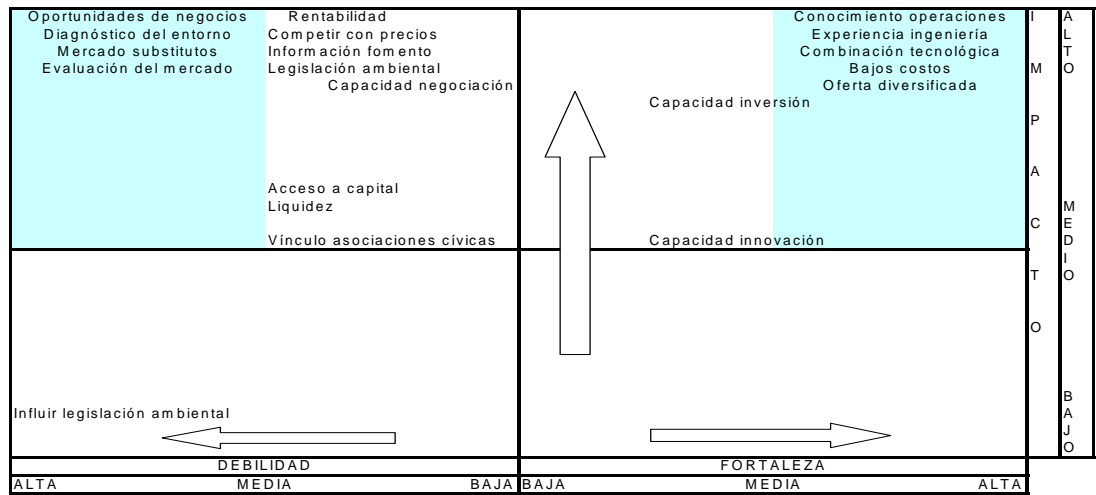 Oportunidades de negocios
Diagnóstico del entorno
Mercado substitutos
Evaluación del mercado
Rentabilidad
Competir con precios
Información fomento
Legislación ambiental
Capacidad negociación
Acceso a capital
Liquidez
Vínculo asociaciones cívicas
Capacidad inversión
Capacidad innovación
Conocimiento operaciones
Experiencia ingeniería
Combinación tecnológica
Bajos costos
Oferta diversificada
IMPACTO
ALTO
MEDIO
BAJO
Influir legislación ambiental
DEBILIDAD
FORTALEZA
ALTA MEDIA BAJA
BAJA MEDIA ALTA